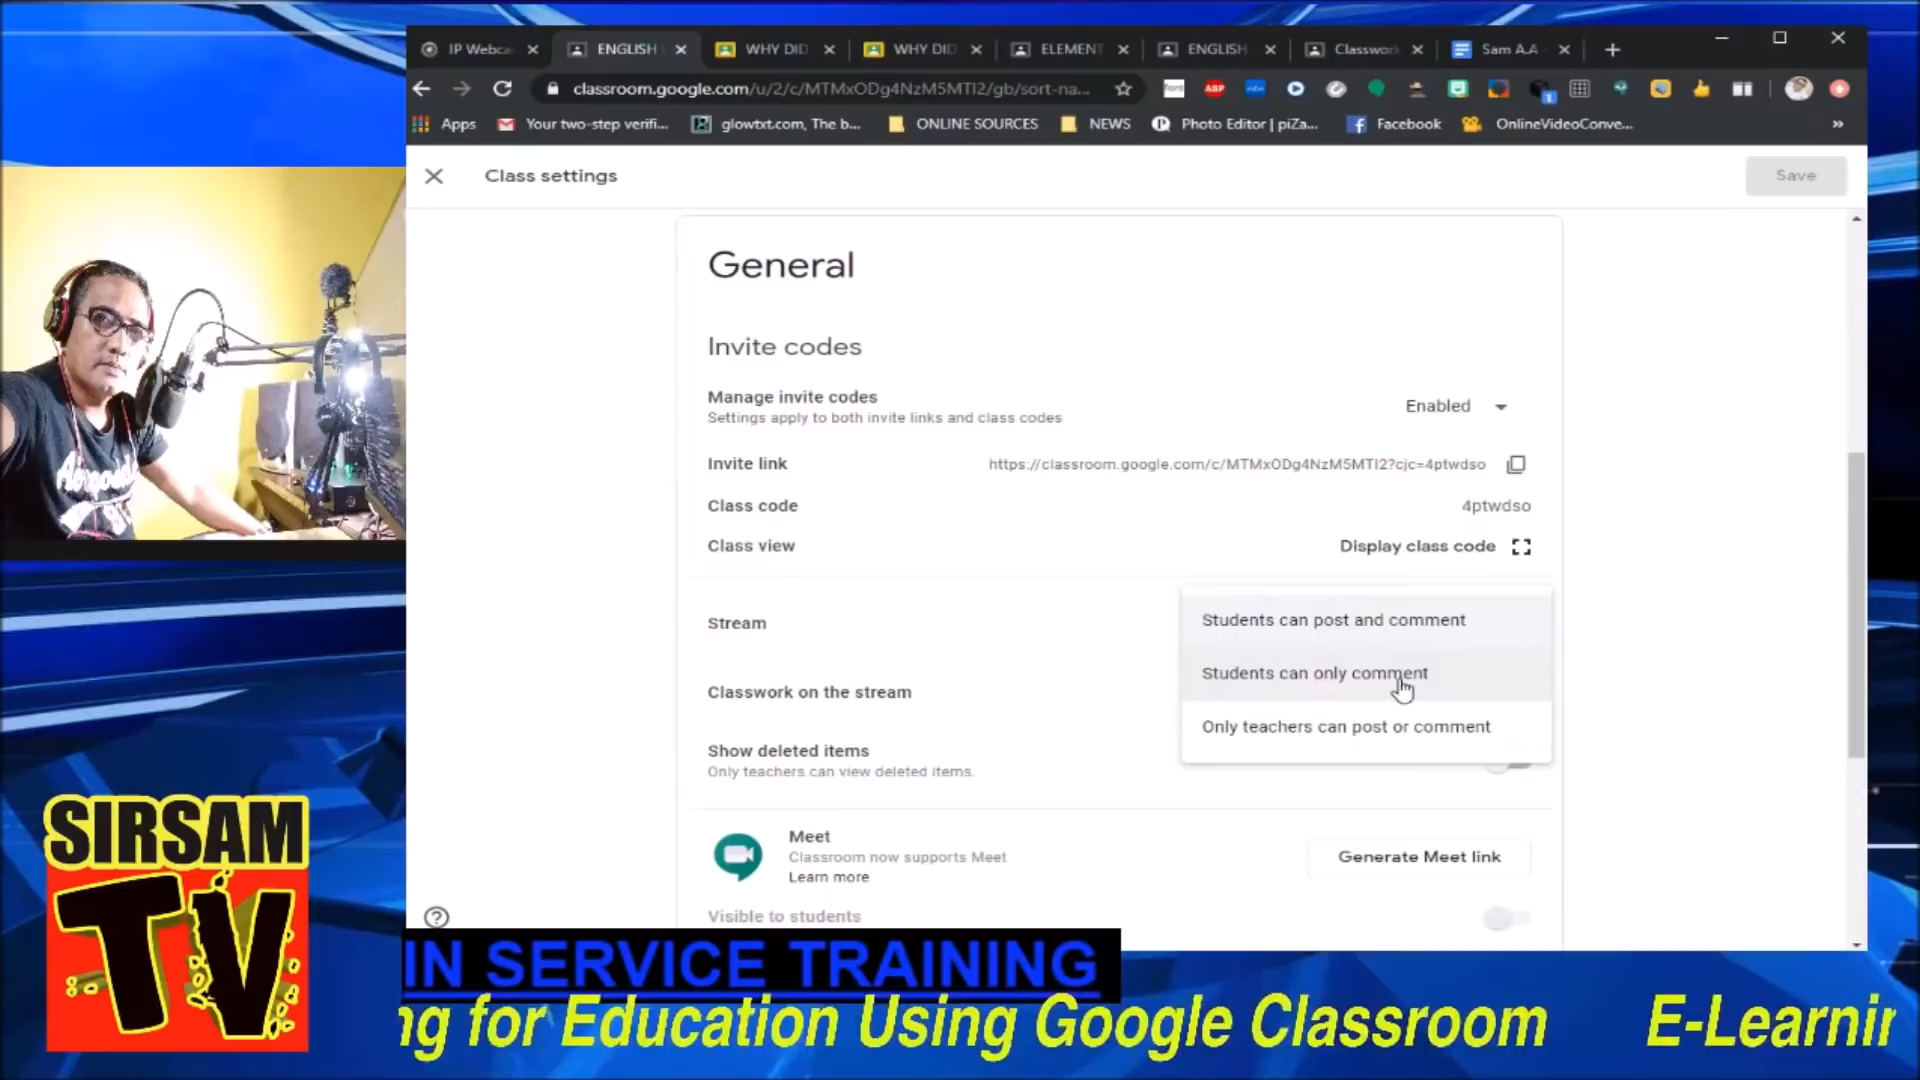 IP Webca
ENGLISH
WHY DID
WHY DID
ELEMENT
ENGLISH
Classwor
Sam A.A -
classroom.google.com/u/2/c/MTMxODg4NzM5MTI2/gb/sort-na...
ABP
Apps
Your two-step verifi...
glowtxt.com, The b...
ONLINE SOURCES
NEWS
Photo Editor | piZa...
Facebook
OnlineVideoConve...
Class settings
Save
General
Invite codes
Manage invite codes
Settings apply to both invite links and class codes
Enabled
Invite link
https://classroom.google.com/c/MTMxODg4NzM5MTI2?cjc=4ptwdso
Class code
4ptwdso
Class view
Display class code
Stream
Students can post and comment
Students can only comment
Only teachers can post or comment
Classwork on the stream
Show deleted items
Only teachers can view deleted items.
Meet
Classroom now supports Meet
Learn more
Generate Meet link
Visible to students
SIRSAM
TV
IN SERVICE TRAINING
ng for Education Using Google Classroom E-Learnin